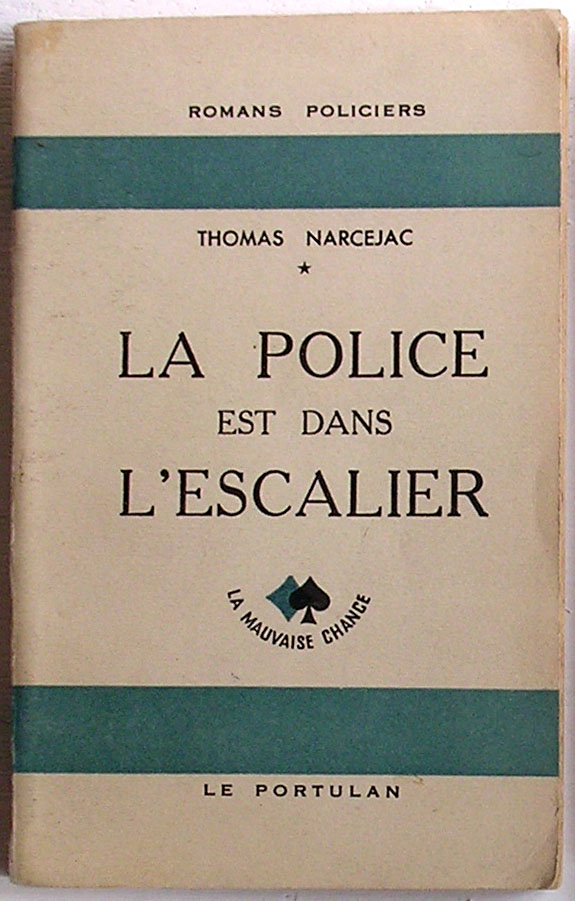 ROMANS POLICIERS
THOMAS NARCEJAC
★
LA POLICE
EST DANS
L'ESCALIER
LA MAUVAISE CHANCE
LE PORTULAN